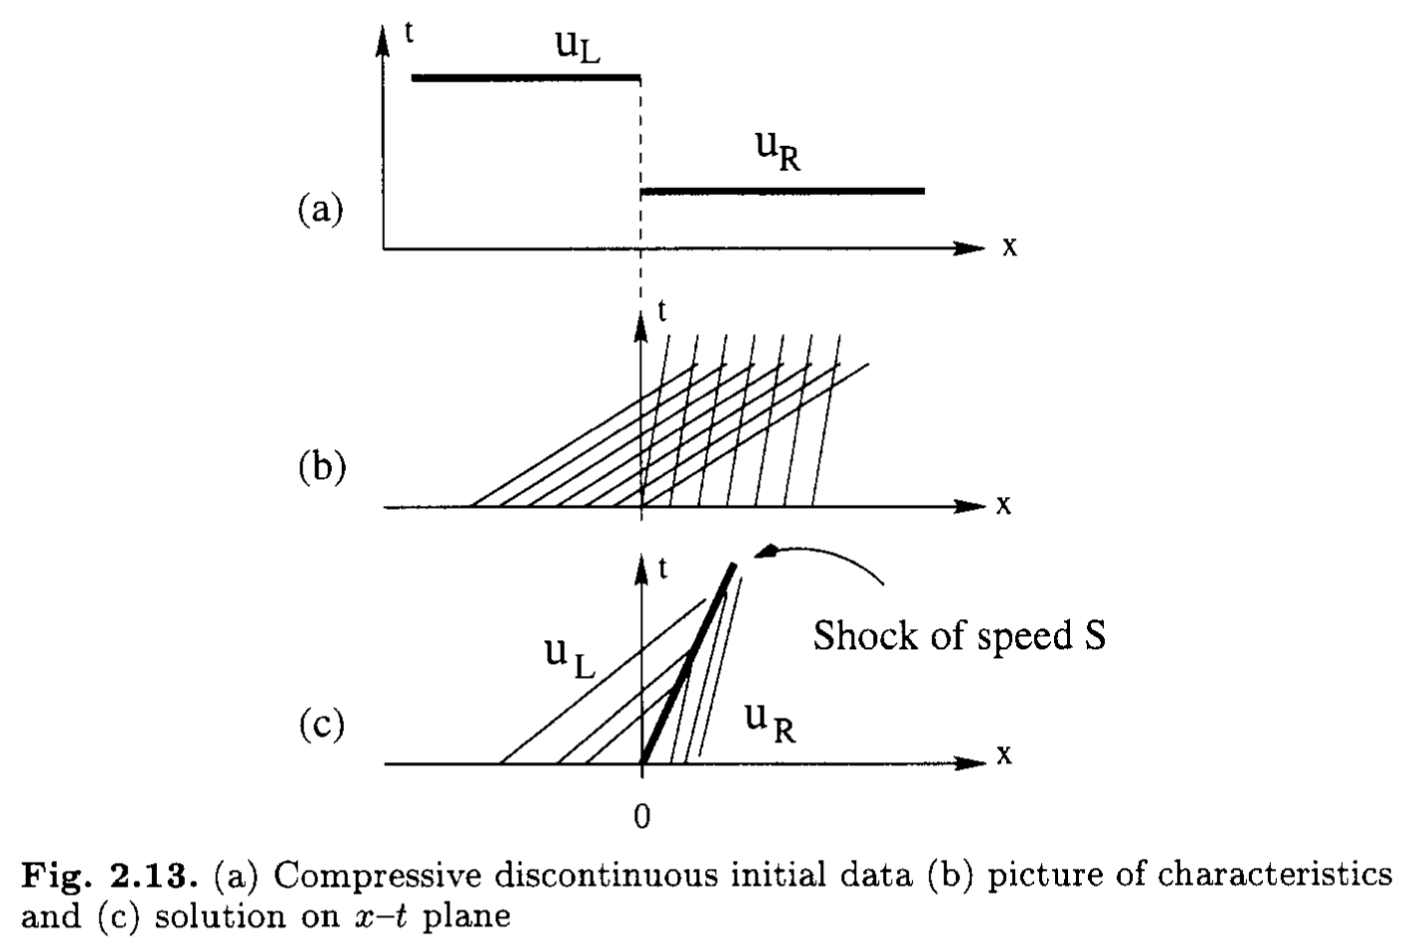 t
u_L
u_R
(a)
x
t
(b)
x
t
Shock of speed S
u_L
(c)
u_R
x
0
Fig. 2.13. (a) Compressive discontinuous initial data (b) picture of characteristics
and (c) solution on x–t plane